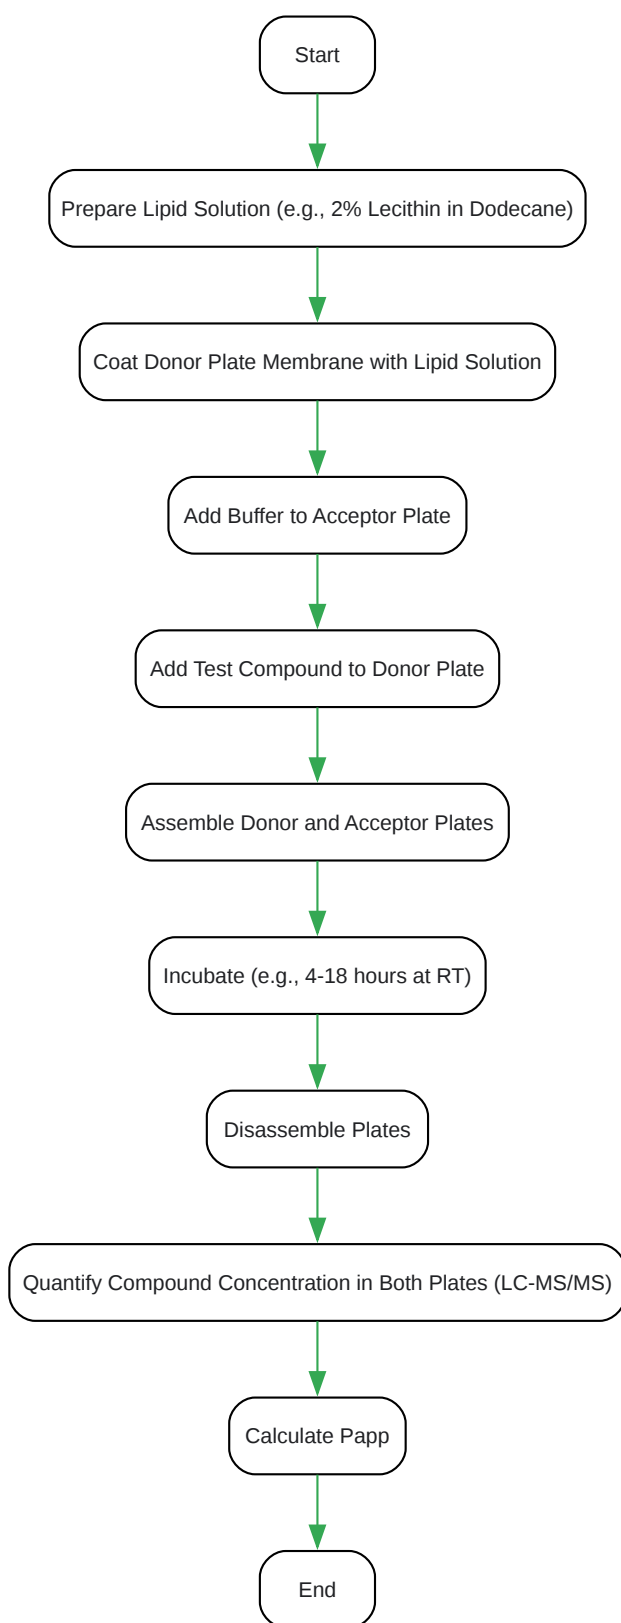 Start
Prepare Lipid Solution (e.g., 2% Lecithin in Dodecane)
Coat Donor Plate Membrane with Lipid Solution
Add Buffer to Acceptor Plate
Add Test Compound to Donor Plate
Assemble Donor and Acceptor Plates
Incubate (e.g., 4-18 hours at RT)
Disassemble Plates
Quantify Compound Concentration in Both Plates (LC-MS/MS)
Calculate Papp
End